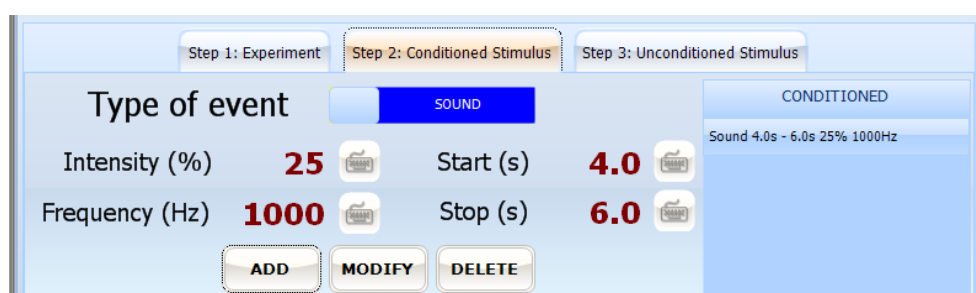 Step 1: Experiment
Step 2: Conditioned Stimulus
Step 3: Unconditioned Stimulus
Type of event
SOUND
CONDITIONED
Sound 4.0s - 6.0s 25% 1000Hz
Intensity (%)
25
Start (s)
4.0
Frequency (Hz)
1000
Stop (s)
6.0
ADD
MODIFY
DELETE